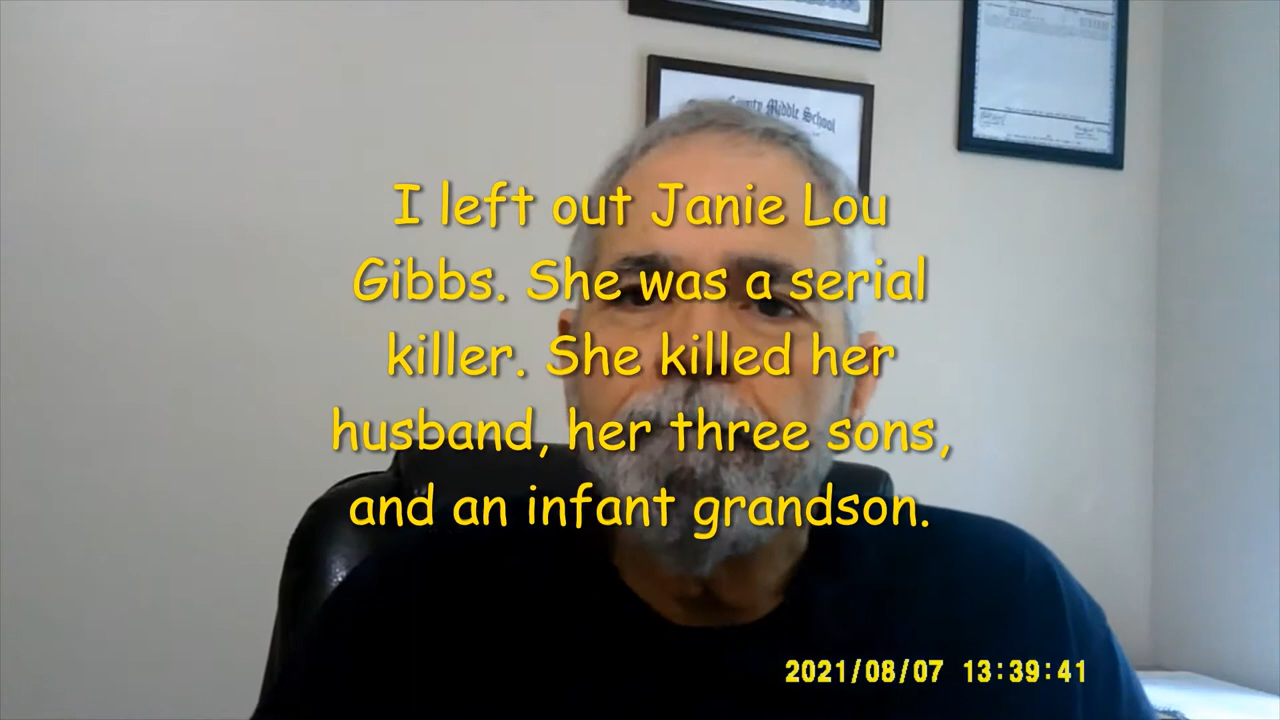 County Middle School
I left out Janie Lou
Gibbs. She was a serial
killer. She killed her
husband, her three sons,
and an infant grandson.
2021/08/07 13:39:41